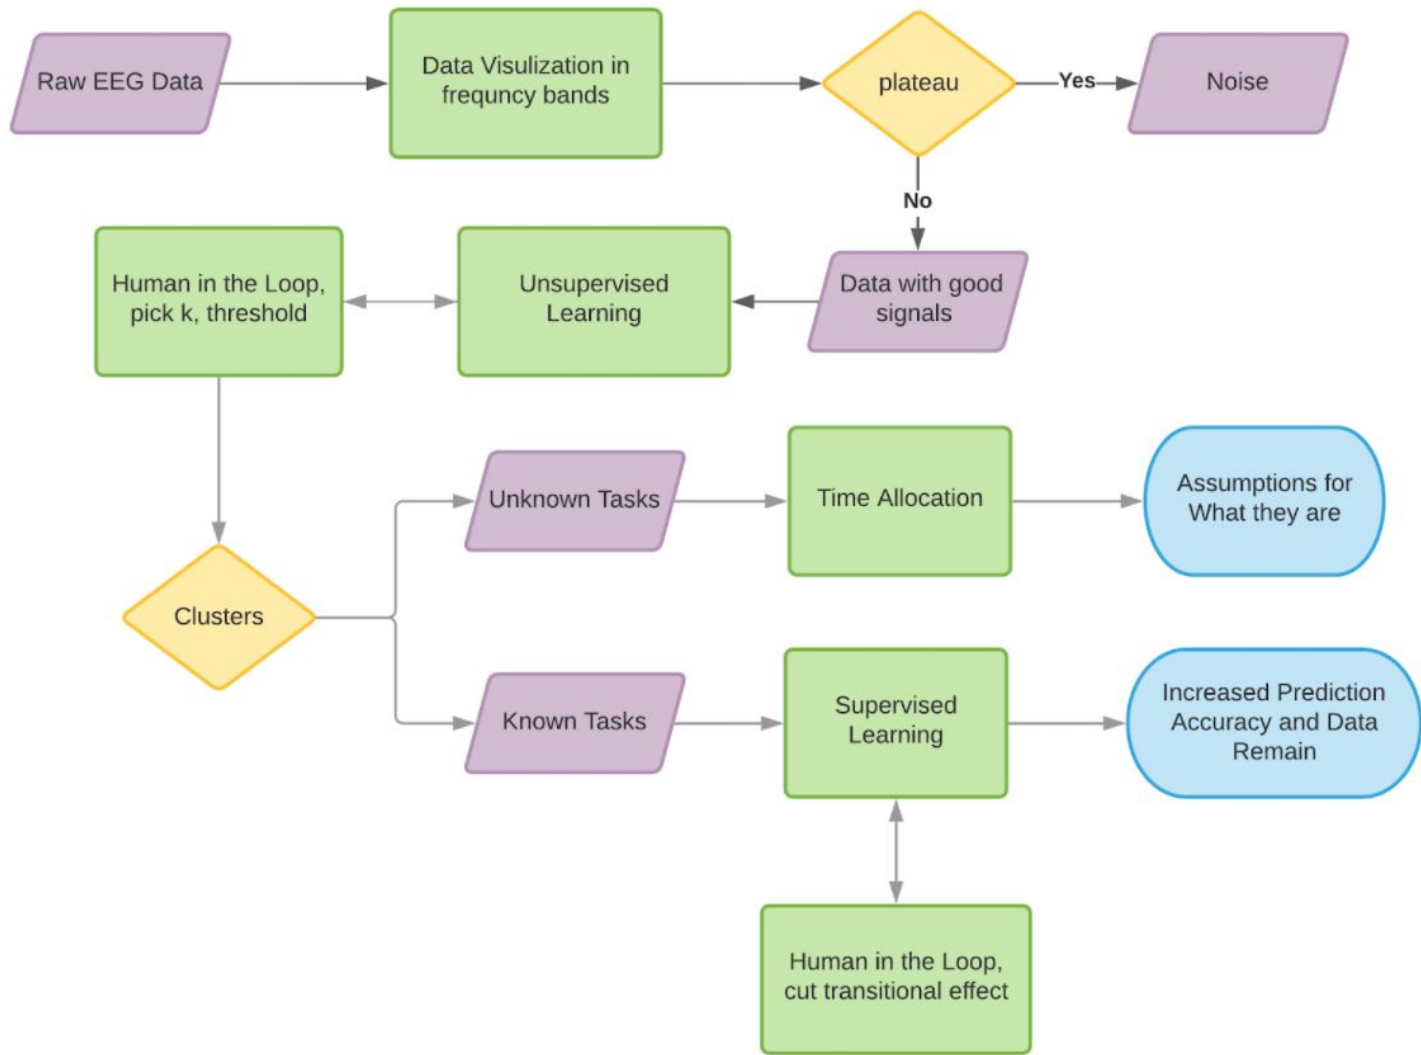 Raw EEG Data
Data Visulization in
frequncy bands
plateau
Yes
Noise
No
Human in the Loop,
pick k, threshold
Unsupervised
Learning
Data with good
signals
Unknown Tasks
Time Allocation
Assumptions for
What they are
Clusters
Known Tasks
Supervised
Learning
Increased Prediction
Accuracy and Data
Remain
Human in the Loop,
cut transitional effect